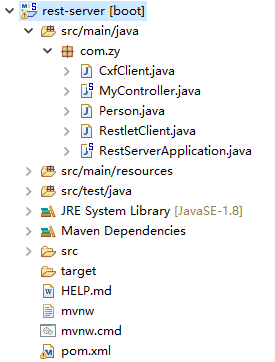 rest-server [boot]
src/main/java
com.zy
CxfClient.java
MyController.java
Person.java
RestletClient.java
RestServerApplication.java
src/main/resources
src/test/java
JRE System Library [JavaSE-1.8]
Maven Dependencies
src
target
HELP.md
mvnw
mvnw.cmd
pom.xml